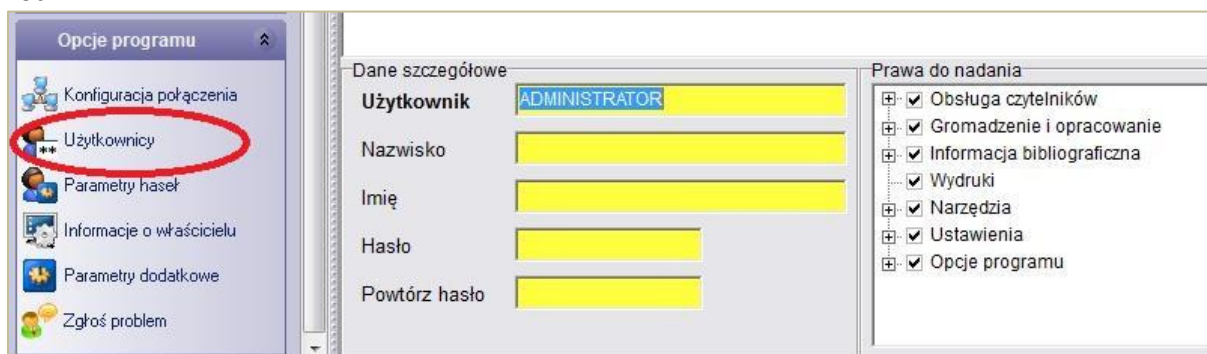 Opcje programu
Konfiguracja połączenia
Użytkownicy
Parametry haseł
Informacje o właścicielu
Parametry dodatkowe
Zgłoś problem
Dane szczegółowe
Użytkownik ADMINISTRATOR
Nazwisko
Imię
Hasło
Powtórz hasło
Prawa do nadania
Obsługa czytelników
Gromadzenie i opracowanie
Informacja bibliograficzna
Wydruki
Narzędzia
Ustawienia
Opcje programu